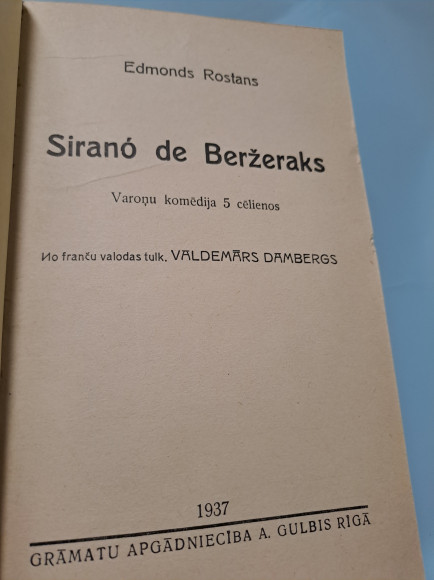 Edmonds Rostans
Siranó de Beržeraks
Varoņu komēdija 5 cēlienos
No franču valodas tulk. VALDEMĀRS DAMBERGS
1937
GRĀMATU APGĀDNIECĪBA A. GULBIS RĪGĀ